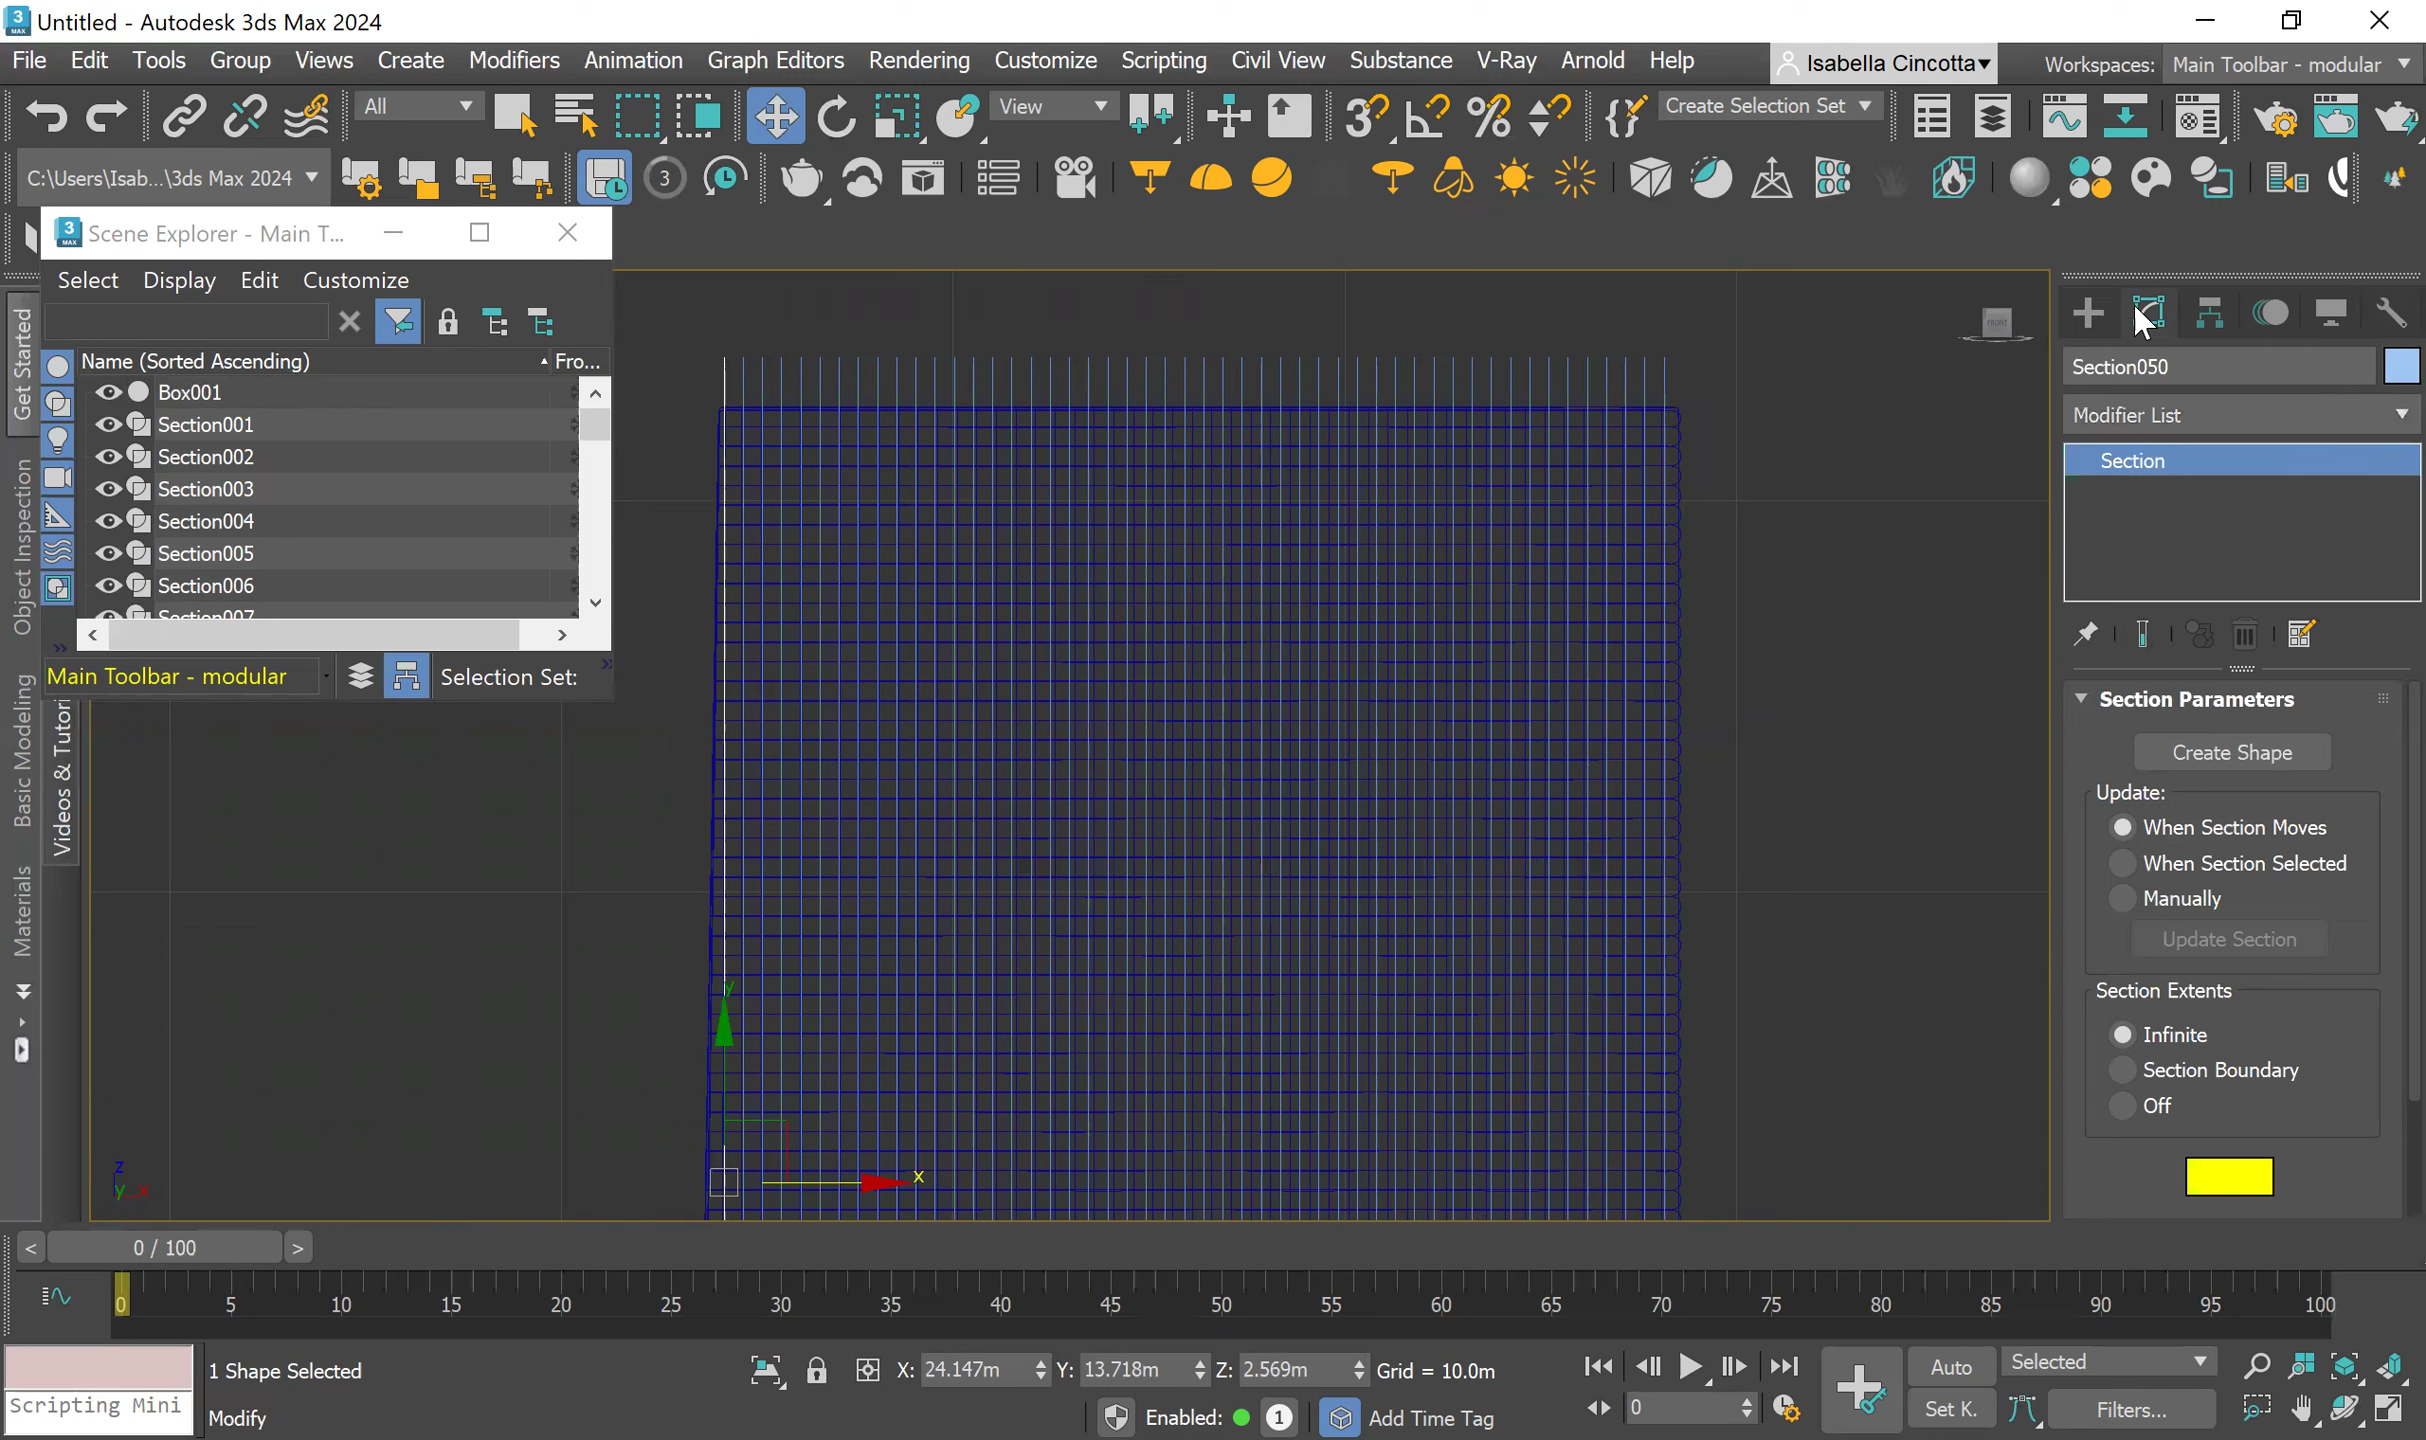 Untitled - Autodesk 3ds Max 2024
File Edit Tools Group Views Create Modifiers Animation Graph Editors Rendering Customize Scripting Civil View Substance V-Ray Arnold Help
Isabella Cincotta
Workspaces: Main Toolbar - modular
All
View
Create Selection Set
C:\Users\Isab...\3ds Max 2024
3
Scene Explorer - Main T...
Select Display Edit Customize
Name (Sorted Ascending) Fro...
Box001
Section001
Section002
Section003
Section004
Section005
Section006
Section007
Main Toolbar - modular
Selection Set:
Get Started
Object Inspection
Basic Modeling
Materials
Videos & Tutori
FRONT
y
x
z
y x
Section050
Modifier List
Section
Section Parameters
Create Shape
Update:
When Section Moves
When Section Selected
Manually
Update Section
Section Extents
Infinite
Section Boundary
Off
0 / 100
0 5 10 15 20 25 30 35 40 45 50 55 60 65 70 75 80 85 90 95 100
Scripting Mini
1 Shape Selected
Modify
X: 24.147m Y: 13.718m Z: 2.569m Grid = 10.0m
Enabled: 1 Add Time Tag
0
Auto Selected
Set K. Filters...